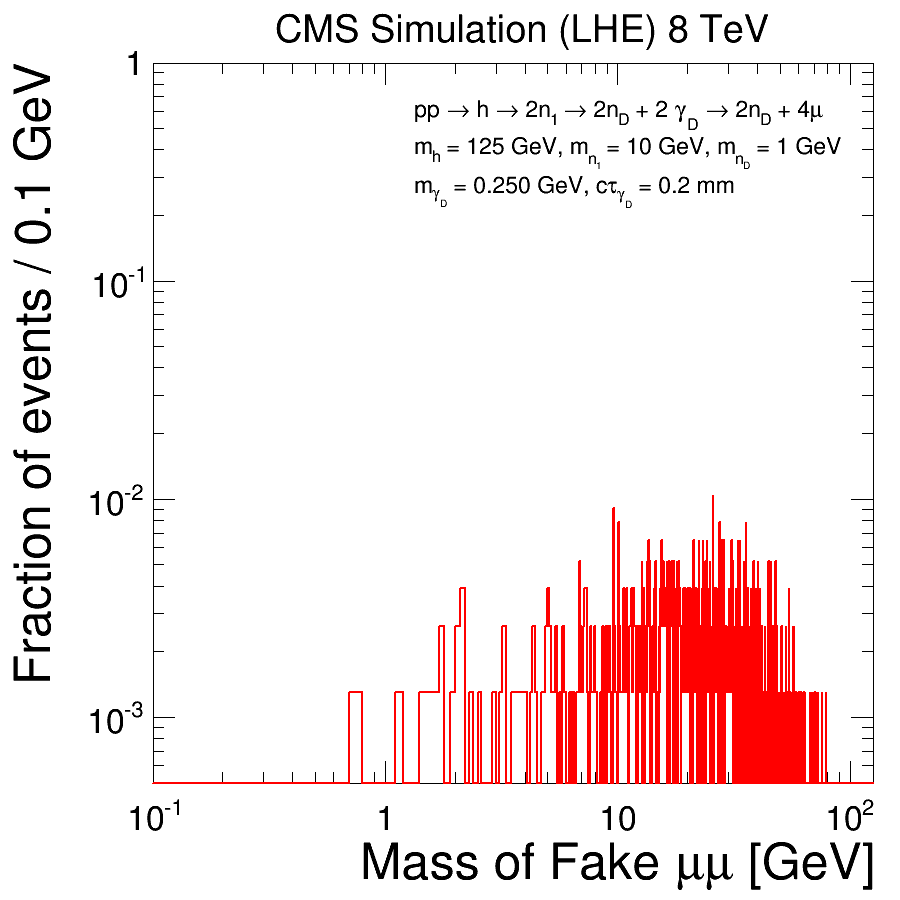 CMS Simulation (LHE) 8 TeV
Fraction of events / 0.1 GeV
1
10⁻¹
10⁻²
10⁻³
pp → h → 2n₁ → 2n_D + 2 γ_D → 2n_D + 4μ
m_h = 125 GeV, m_n₁ = 10 GeV, m_n_D = 1 GeV
m_γ_D = 0.250 GeV, cτ_γ_D = 0.2 mm
10⁻¹ 1 10 10²
Mass of Fake μμ [GeV]